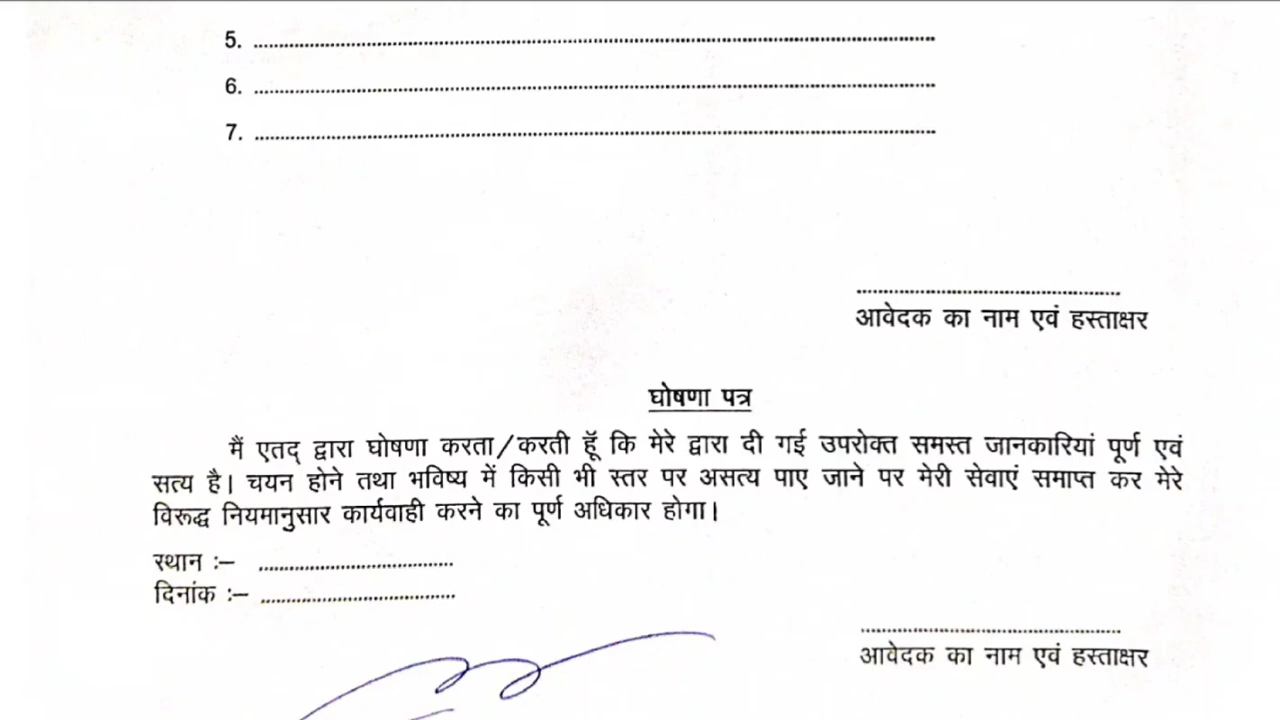 5. ........................................................................
6. ........................................................................
7. ........................................................................
........................................
आवेदक का नाम एवं हस्ताक्षर
घोषणा पत्र
मैं एतद् द्वारा घोषणा करता/करती हूॅ कि मेरे द्वारा दी गई उपरोक्त समस्त जानकारियां पूर्ण एवं
सत्य है। चयन होने तथा भविष्य में किसी भी स्तर पर असत्य पाए जाने पर मेरी सेवाएं समाप्त कर मेरे
विरूद्ध नियमानुसार कार्यवाही करने का पूर्ण अधिकार होगा।
स्थान :– ........................................
दिनांक :– ........................................
........................................
आवेदक का नाम एवं हस्ताक्षर